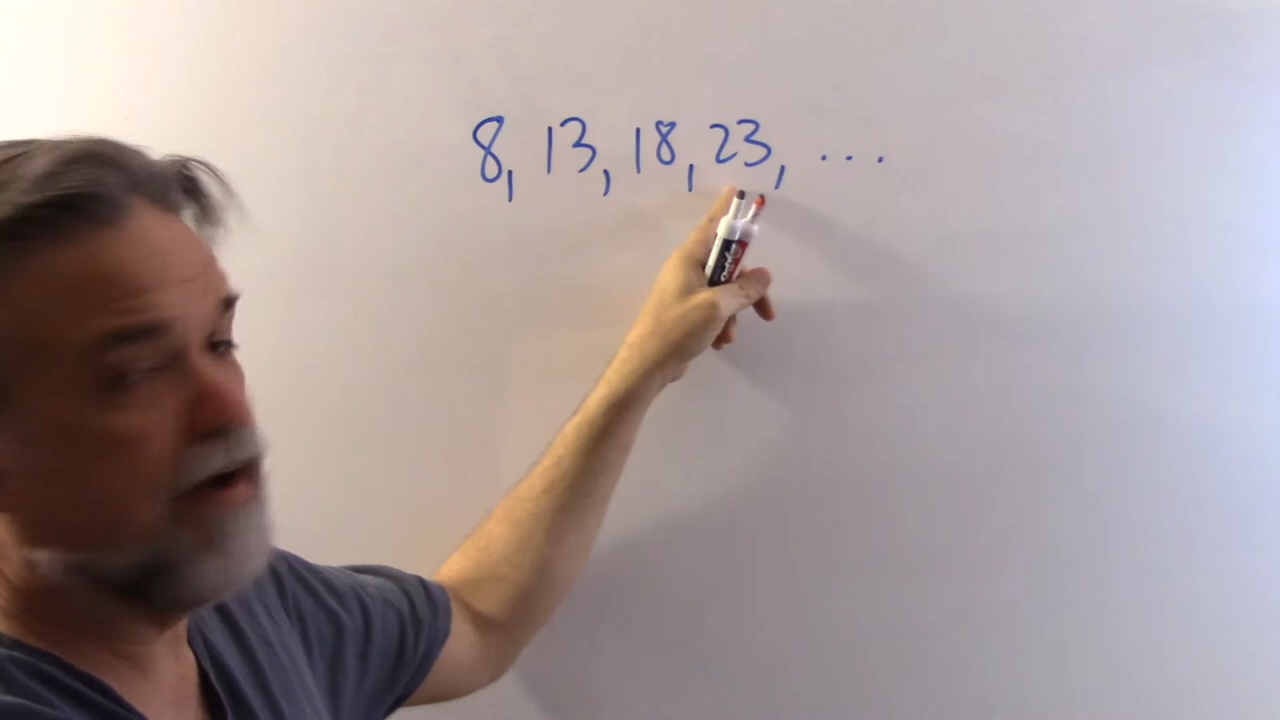 8, 13, 18, 23, ...